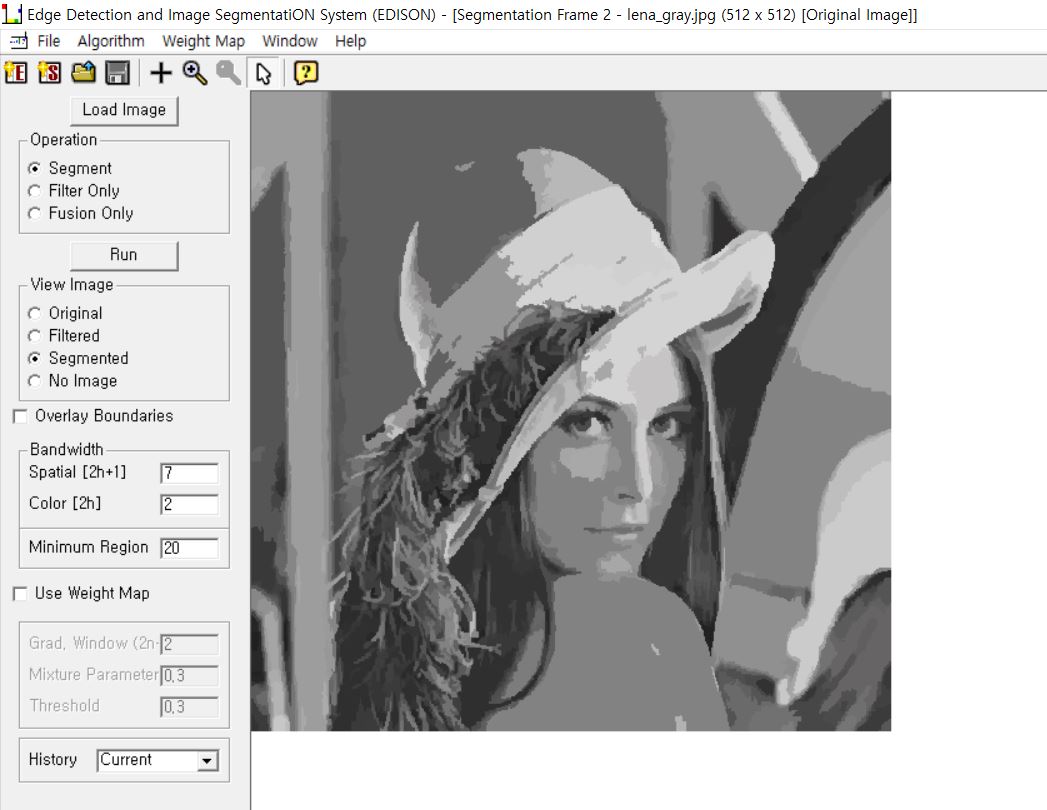 Edge Detection and Image SegmentatiON System (EDISON) - [Segmentation Frame 2 - lena_gray.jpg (512 x 512) [Original Image]]
File Algorithm Weight Map Window Help
E S ?
Load Image
Operation
Segment
Filter Only
Fusion Only
Run
View Image
Original
Filtered
Segmented
No Image
Overlay Boundaries
Bandwidth
Spatial [2h+1] 7
Color [2h] 2
Minimum Region 20
Use Weight Map
Grad, Window (2n- 2
Mixture Parameter 0,3
Threshold 0,3
History Current